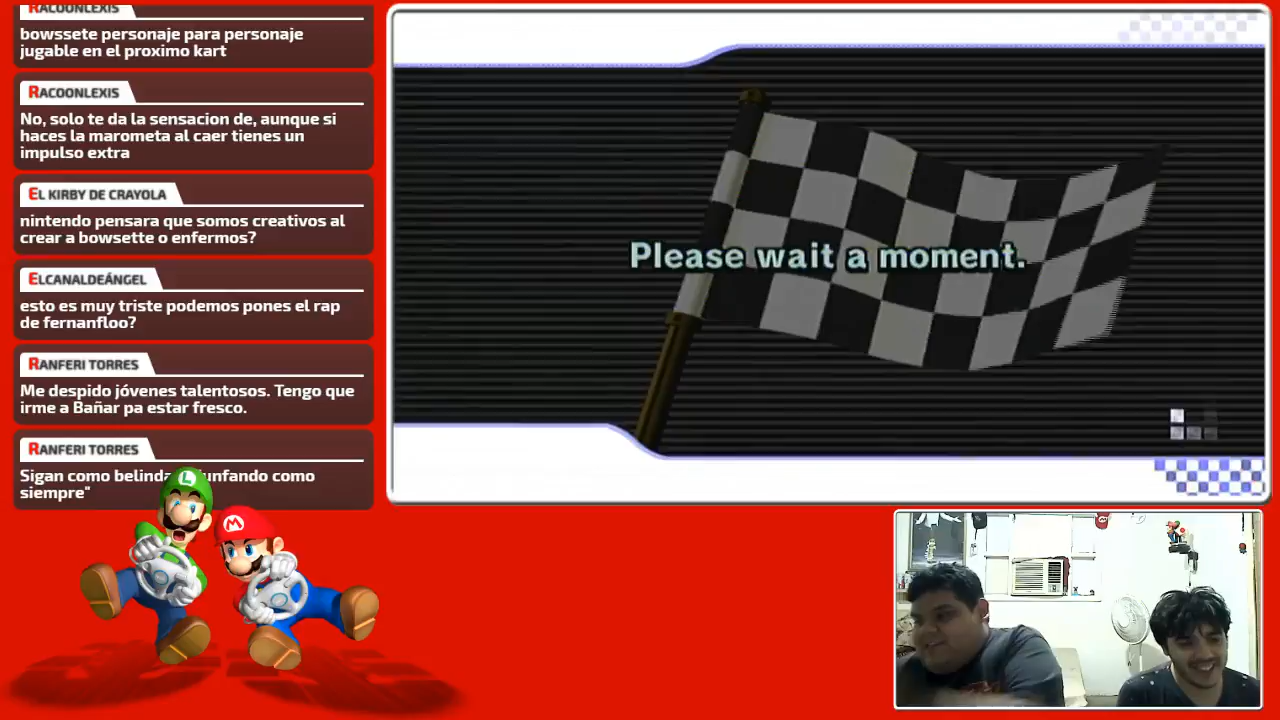 RACOONLEXIS
bowssete personaje para personaje
jugable en el proximo kart
RACOONLEXIS
No, solo te da la sensacion de, aunque si
haces la marometa al caer tienes un
impulso extra
EL KIRBY DE CRAYOLA
nintendo pensara que somos creativos al
crear a bowsette o enfermos?
ELCANALDEÁNGEL
esto es muy triste podemos pones el rap
de fernanfloo?
RANFERI TORRES
Me despido jóvenes talentosos. Tengo que
irme a Bañar pa estar fresco.
RANFERI TORRES
Sigan como belinda unfando como
siempre"
Please wait a moment.
L
M